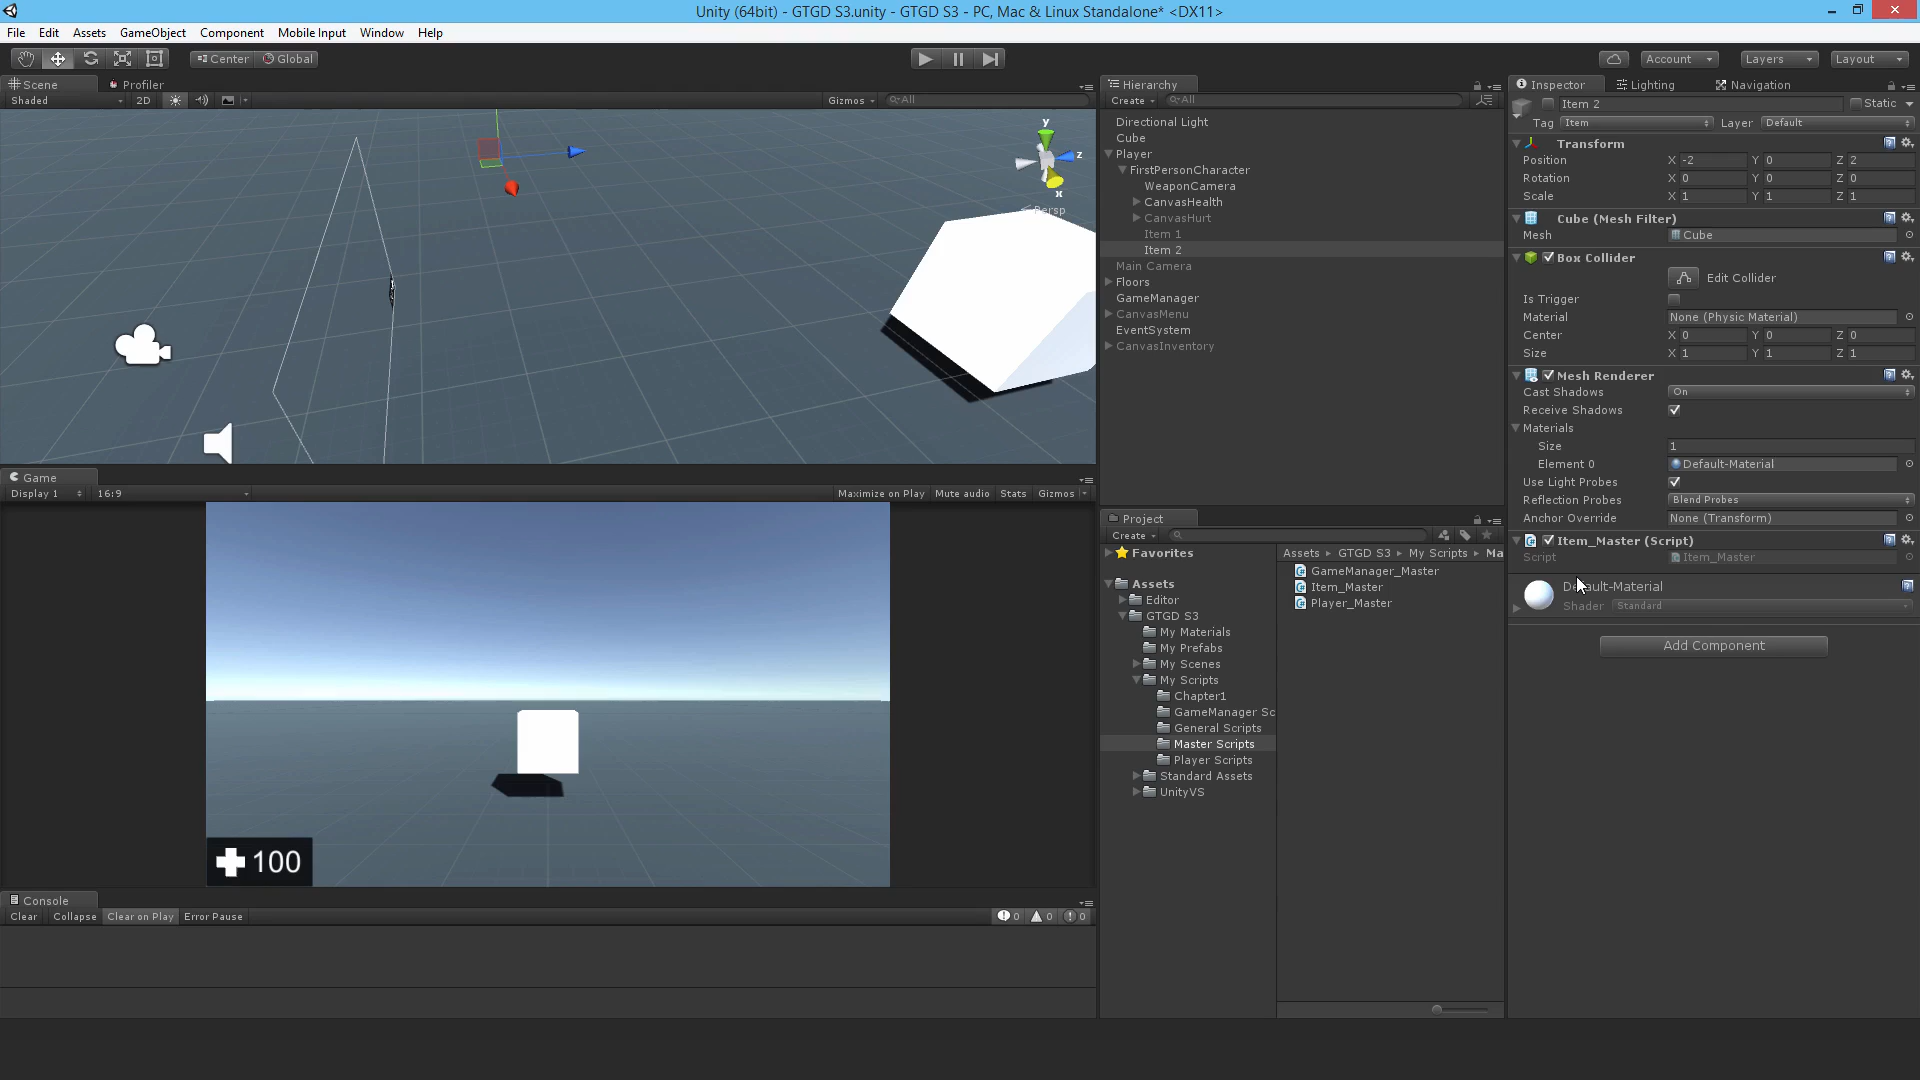 Unity (64bit) - GTGD S3.unity - GTGD S3 - PC, Mac & Linux Standalone* <DX11>
File Edit Assets GameObject Component Mobile Input Window Help
Center Global
Account Layers Layout
Scene Profiler
Shaded 2D Gizmos All
y
z
x
Persp
Game
Display 1 16:9 Maximize on Play Mute audio Stats Gizmos
100
Console
Clear Collapse Clear on Play Error Pause 0 0 0
Hierarchy
Create All
Directional Light
Cube
Player
FirstPersonCharacter
WeaponCamera
CanvasHealth
CanvasHurt
Item 1
Item 2
Main Camera
Floors
GameManager
CanvasMenu
EventSystem
CanvasInventory
Project
Create
Favorites
Assets
Editor
GTGD S3
My Materials
My Prefabs
My Scenes
My Scripts
Chapter1
GameManager Sc
General Scripts
Master Scripts
Player Scripts
Standard Assets
UnityVS
Assets GTGD S3 My Scripts Ma
GameManager_Master
Item_Master
Player_Master
Inspector Lighting Navigation
Item 2 Static
Tag Item Layer Default
Transform
Position X -2 Y 0 Z 2
Rotation X 0 Y 0 Z 0
Scale X 1 Y 1 Z 1
Cube (Mesh Filter)
Mesh Cube
Box Collider
Edit Collider
Is Trigger
Material None (Physic Material)
Center X 0 Y 0 Z 0
Size X 1 Y 1 Z 1
Mesh Renderer
Cast Shadows On
Receive Shadows
Materials
Size 1
Element 0 Default-Material
Use Light Probes
Reflection Probes Blend Probes
Anchor Override None (Transform)
Item_Master (Script)
Script Item_Master
Default-Material
Shader Standard
Add Component